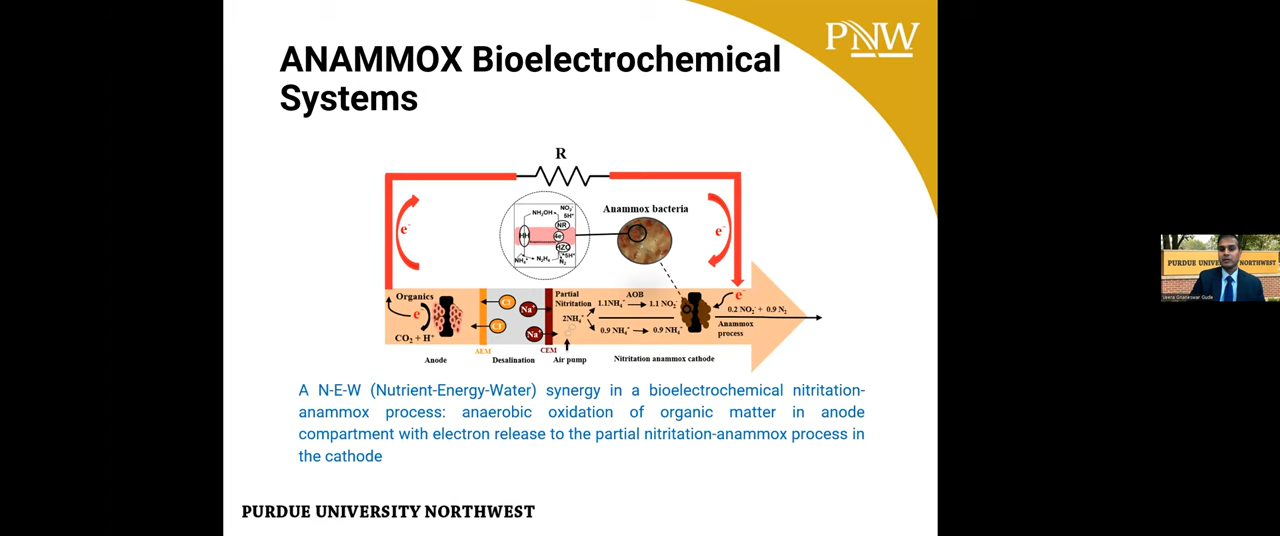 PNW
ANAMMOX Bioelectrochemical
Systems
R
Anammox bacteria
NO₂⁻
5H⁺
NH₂OH
NR
HH
4e⁻
HZO
NH₄⁺
N₂H₄
5H⁺
N₂
e⁻
e⁻
Organics
e⁻
CO₂ + H⁺
Cl⁻
Cl⁻
Na⁺
Na⁺
Partial
Nitritation
2NH₄⁺
AOB
1.1NH₄⁺ 1.1 NO₂⁻
0.9 NH₄⁺ 0.9 NH₄⁺
e⁻
0.2 NO₃⁻ + 0.9 N₂
Anammox
process
AEM
CEM
Anode
Desalination
Air pump
Nitritation anammox cathode
A N-E-W (Nutrient-Energy-Water) synergy in a bioelectrochemical nitritation-
anammox process: anaerobic oxidation of organic matter in anode
compartment with electron release to the partial nitritation-anammox process in
the cathode
PURDUE UNIVERSITY NORTHWEST
PURDUE UNIVE NORTHWEST
Gude